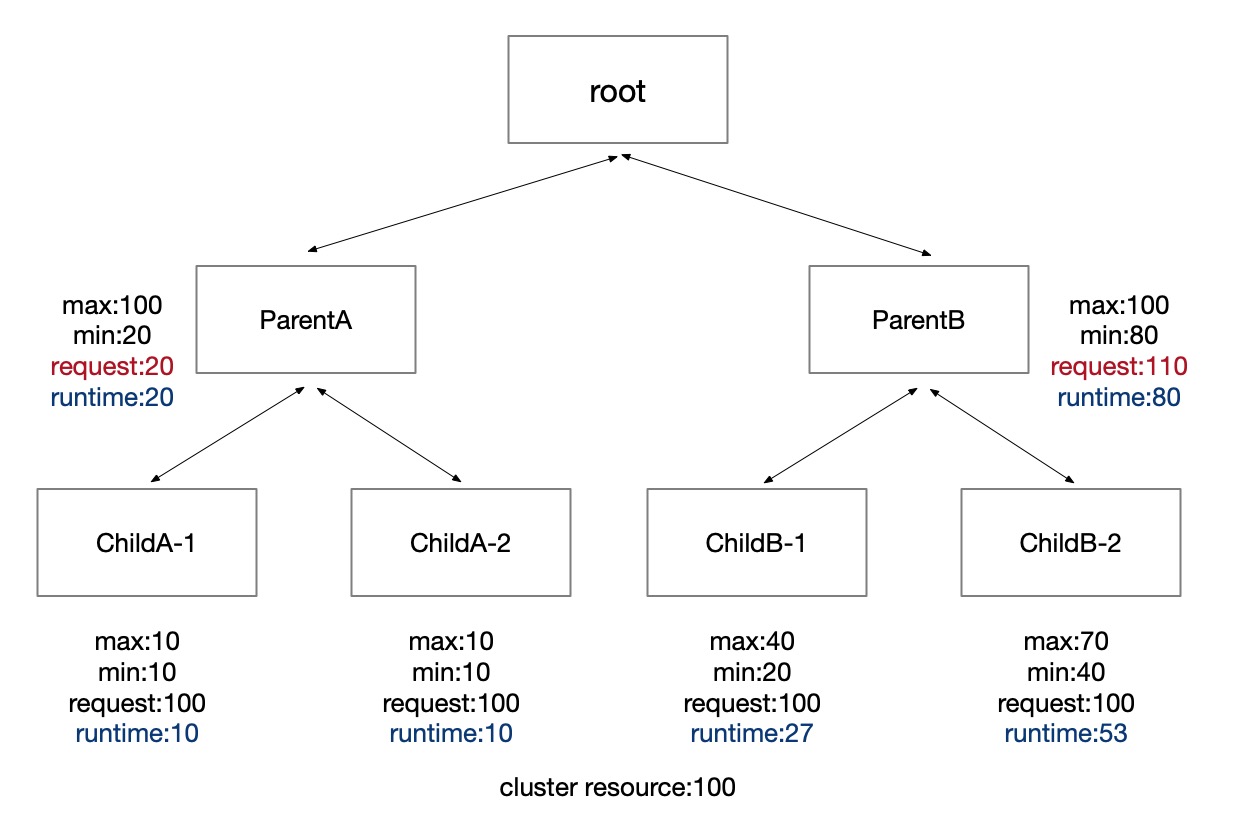 root
ParentA
max:100
min:20
request:20
runtime:20
ParentB
max:100
min:80
request:110
runtime:80
ChildA-1
max:10
min:10
request:100
runtime:10
ChildA-2
max:10
min:10
request:100
runtime:10
ChildB-1
max:40
min:20
request:100
runtime:27
ChildB-2
max:70
min:40
request:100
runtime:53
cluster resource:100